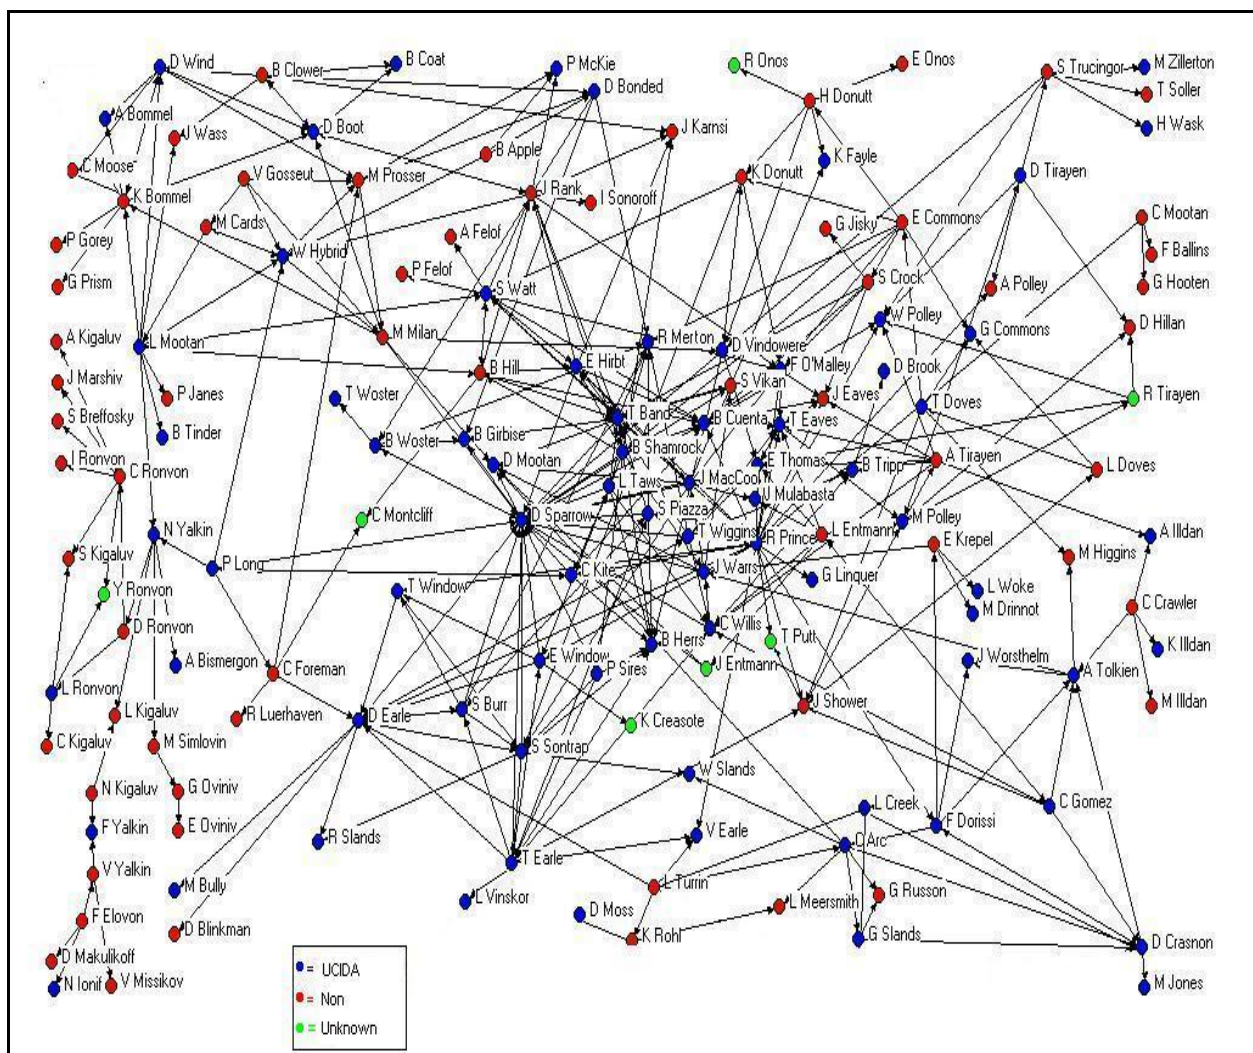 D Wind
B Clower
B Coat
P McKie
R Onos
E Onos
S Trucingor
M Zillerton
D Bonded
H Donutt
T Soller
A Bommel
J Wass
D Boot
J Karnsi
H Wask
C Moose
V Gosseut
M Prosser
B Apple
K Donutt
K Fayle
D Tirayen
K Bommel
J Rank
I Sonoroff
M Cards
G Jisky
E Commons
C Mootan
P Gorey
W Hybrid
A Felof
F Ballins
G Prism
P Felof
S Watt
S Crock
A Polley
G Hooten
W Polley
G Commons
D Hillan
A Kigaluv
L Mootan
M Milan
R Merton
D Vindowere
E Hirbt
F O'Malley
J Marshiv
B Hill
S Vikan
D Brook
P Janes
T Woster
J Eaves
T Doves
R Tirayen
S Breffosky
T Band
B Cuenta
T Eaves
B Tinder
B Woster
B Girbise
B Shamrock
J Ronvon
C Ronvon
D Mootan
E Thomas
B Tripp
A Tirayen
L Doves
L Taws
J MacCool
J Mulabasta
C Montcliff
D Sparrow
S Piazza
M Polley
N Yalkin
T Wiggins
R Prince
L Entmann
A Illdan
S Kigaluv
P Long
C Kite
J Warrs
G Linquer
E Krepel
M Higgins
Y Ronvon
T Window
L Woke
M Drinnot
C Crawler
D Ronvon
B Herrs
C Willis
T Putt
K Illdan
A Bismergon
C Foreman
E Window
P Sires
J Entmann
J Worsthelm
A Tolkien
L Ronvon
L Kigaluv
R Luerhaven
D Earle
S Burr
K Creasote
J Shower
M Illdan
C Kigaluv
M Simlovin
S Sontrap
W Slands
N Kigaluv
G Oviniv
L Creek
C Gomez
F Yalkin
E Oviniv
R Slands
V Earle
F Dorissi
T Earle
C Arc
V Yalkin
M Bully
L Vinskor
L Turrin
G Russon
F Elovon
D Blinkman
D Moss
L Meersmith
K Rohl
G Slands
D Crasnon
D Makulikoff
N Ionif
V Missikov
M Jones
= UCIDA
= Non
= Unknown